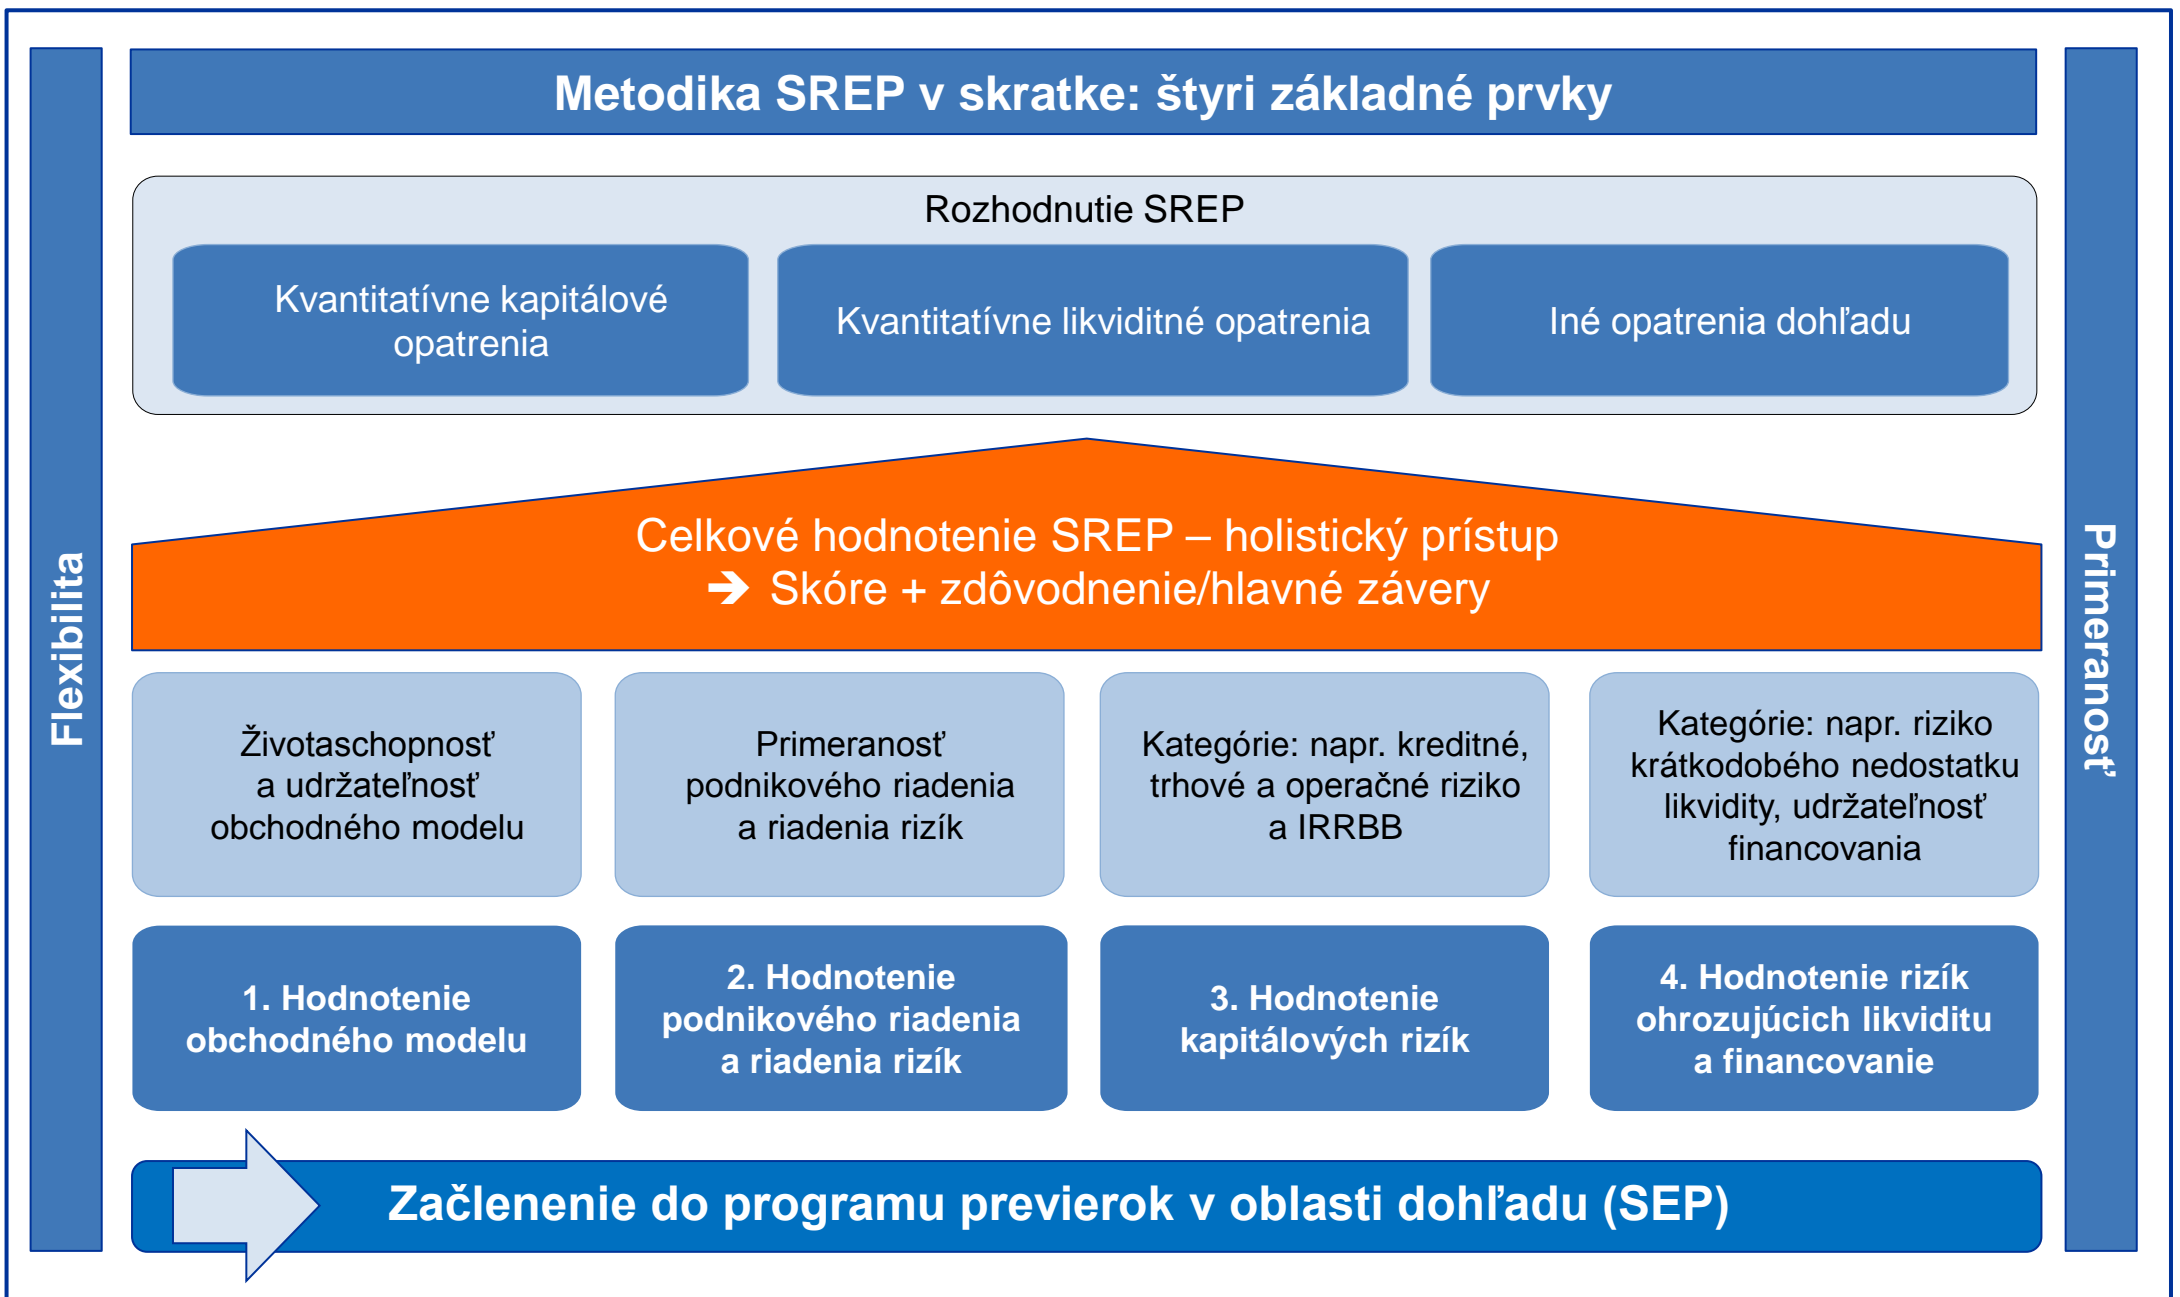 Metodika SREP v skratke: štyri základné prvky
Flexibilita
Primeranosť
Rozhodnutie SREP
Kvantitatívne kapitálové
opatrenia
Kvantitatívne likviditné opatrenia
Iné opatrenia dohľadu
Celkové hodnotenie SREP – holistický prístup
➔ Skóre + zdôvodnenie/hlavné závery
Životaschopnosť
a udržateľnosť
obchodného modelu
Primeranosť
podnikového riadenia
a riadenia rizík
Kategórie: napr. kreditné,
trhové a operačné riziko
a IRRBB
Kategórie: napr. riziko
krátkodobého nedostatku
likvidity, udržateľnosť
financovania
1. Hodnotenie
obchodného modelu
2. Hodnotenie
podnikového riadenia
a riadenia rizík
3. Hodnotenie
kapitálových rizík
4. Hodnotenie rizík
ohrozujúcich likviditu
a financovanie
Začlenenie do programu previerok v oblasti dohľadu (SEP)